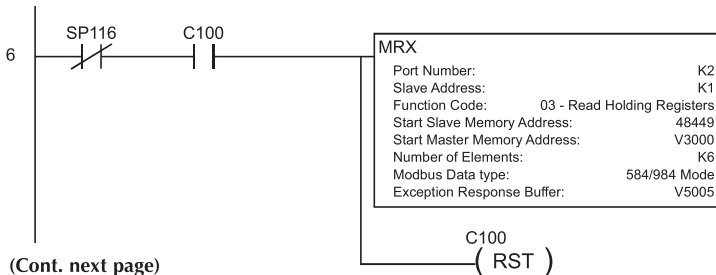 SP116 C100
6
MRX
Port Number: K2
Slave Address: K1
Function Code: 03 - Read Holding Registers
Start Slave Memory Address: 48449
Start Master Memory Address: V3000
Number of Elements: K6
Modbus Data type: 584/984 Mode
Exception Response Buffer: V5005
C100
( RST )
(Cont. next page)